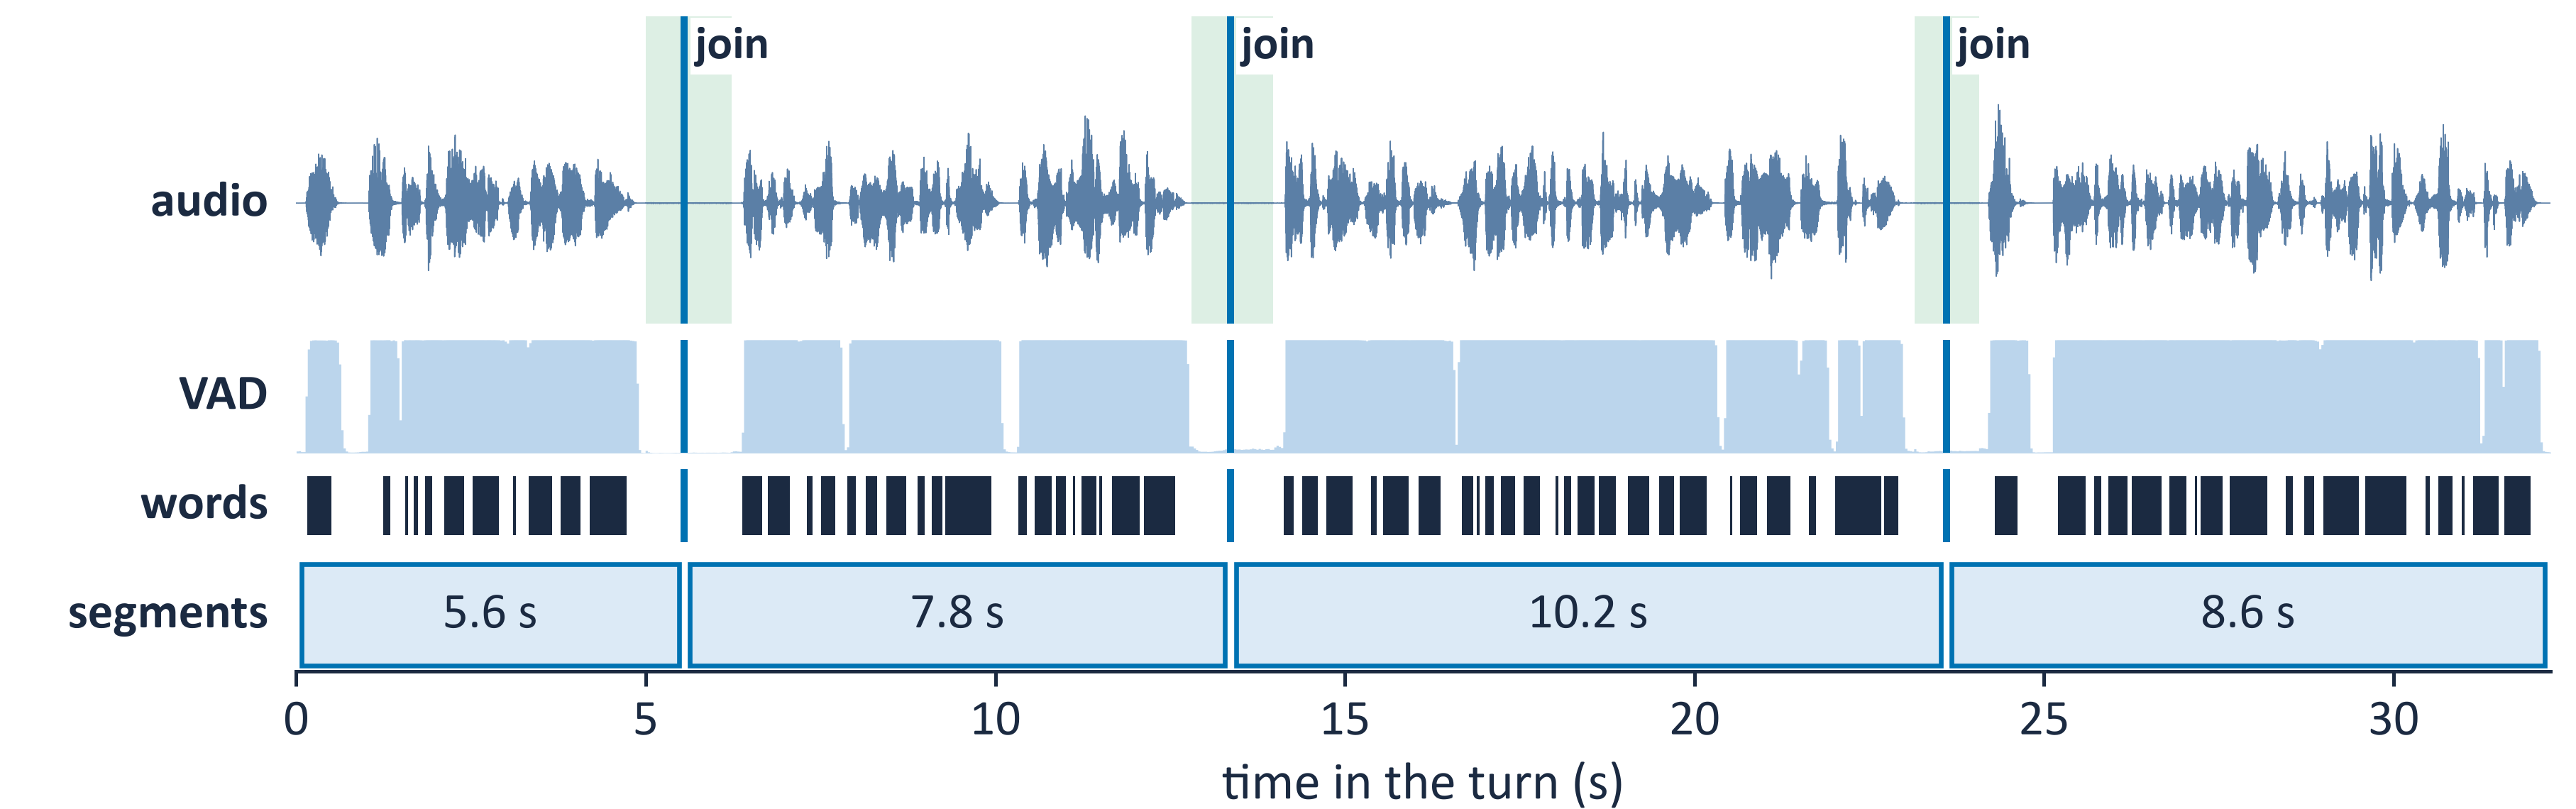 join join join
audio
VAD
words
segments 5.6 s 7.8 s 10.2 s 8.6 s
0 5 10 15 20 25 30
time in the turn (s)